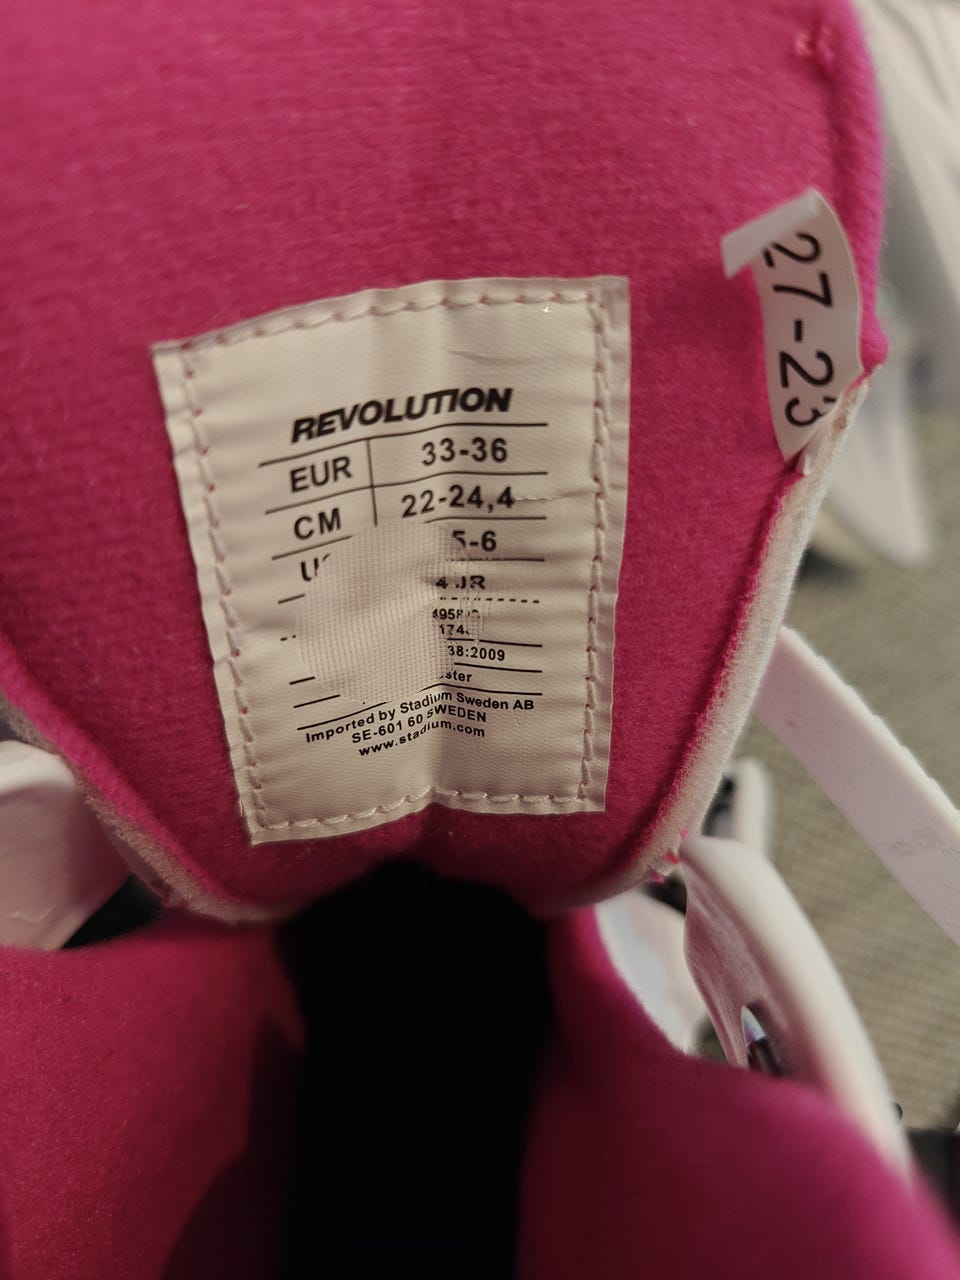 REVOLUTION
EUR 33-36
CM 22-24,4
5-6
4 JR
38:2009
Imported by Stadium Sweden AB
SE-601 60 SWEDEN
www.stadium.com
27-23